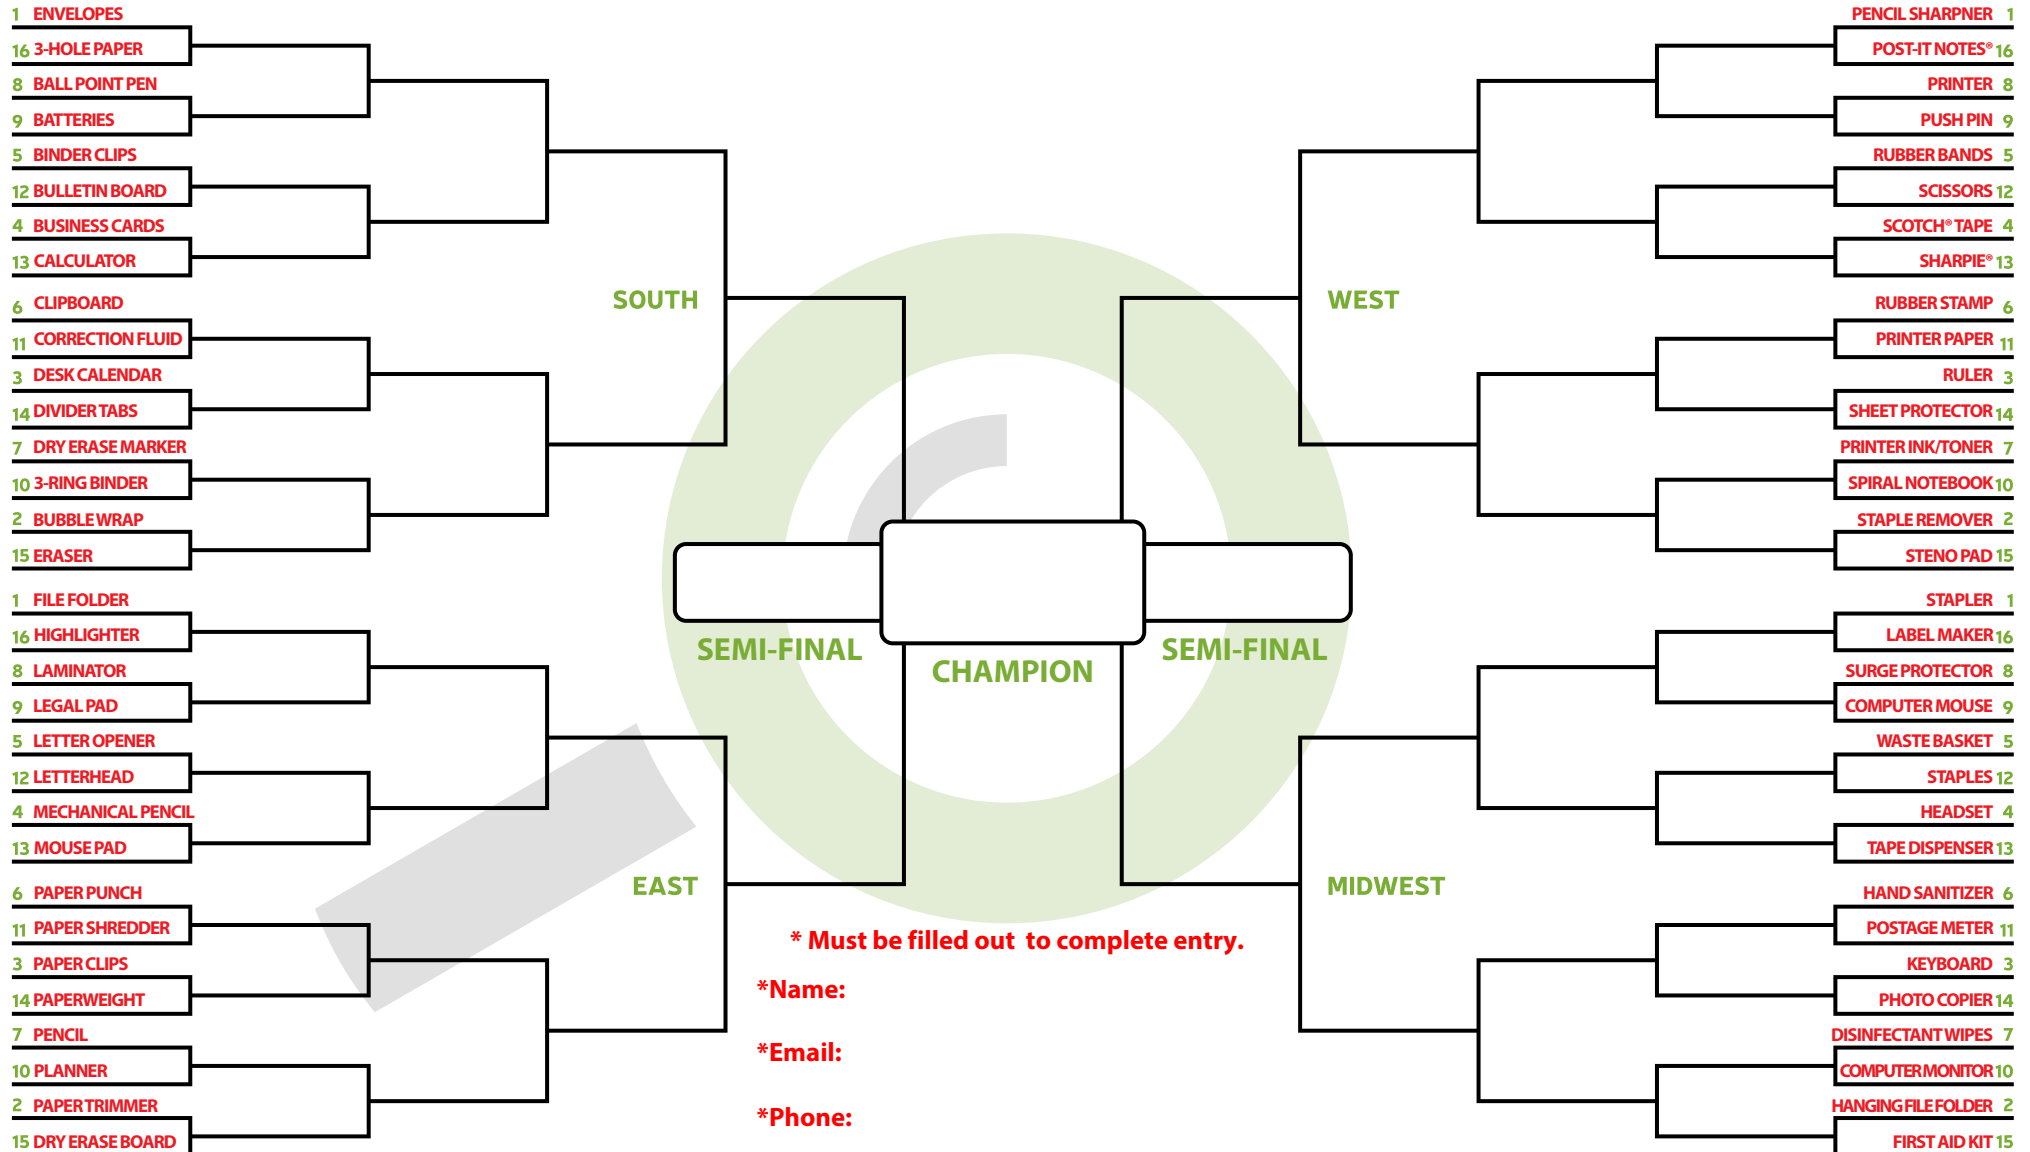 1 ENVELOPES
16 3-HOLE PAPER
8 BALL POINT PEN
9 BATTERIES
5 BINDER CLIPS
12 BULLETIN BOARD
4 BUSINESS CARDS
13 CALCULATOR
6 CLIPBOARD
11 CORRECTION FLUID
3 DESK CALENDAR
14 DIVIDER TABS
7 DRY ERASE MARKER
10 3-RING BINDER
2 BUBBLE WRAP
15 ERASER
SOUTH
1 FILE FOLDER
16 HIGHLIGHTER
8 LAMINATOR
9 LEGAL PAD
5 LETTER OPENER
12 LETTERHEAD
4 MECHANICAL PENCIL
13 MOUSE PAD
6 PAPER PUNCH
11 PAPER SHREDDER
3 PAPER CLIPS
14 PAPERWEIGHT
7 PENCIL
10 PLANNER
2 PAPER TRIMMER
15 DRY ERASE BOARD
EAST
SEMI-FINAL
CHAMPION
SEMI-FINAL
* Must be filled out to complete entry.
*Name:
*Email:
*Phone:
PENCIL SHARPNER 1
POST-IT NOTES® 16
PRINTER 8
PUSH PIN 9
RUBBER BANDS 5
SCISSORS 12
SCOTCH® TAPE 4
SHARPIE® 13
RUBBER STAMP 6
PRINTER PAPER 11
RULER 3
SHEET PROTECTOR 14
PRINTER INK/TONER 7
SPIRAL NOTEBOOK 10
STAPLE REMOVER 2
STENO PAD 15
WEST
STAPLER 1
LABEL MAKER 16
SURGE PROTECTOR 8
COMPUTER MOUSE 9
WASTE BASKET 5
STAPLES 12
HEADSET 4
TAPE DISPENSER 13
HAND SANITIZER 6
POSTAGE METER 11
KEYBOARD 3
PHOTO COPIER 14
DISINFECTANT WIPES 7
COMPUTER MONITOR 10
HANGING FILE FOLDER 2
FIRST AID KIT 15
MIDWEST